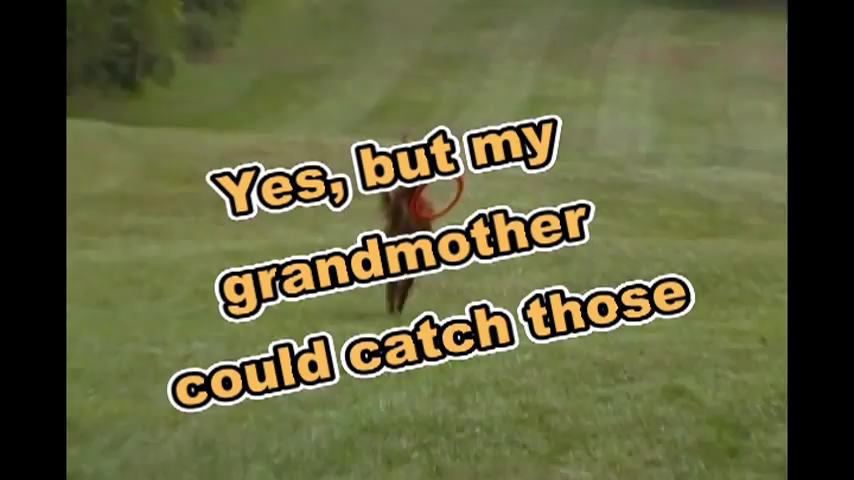 Yes, but my
grandmother
could catch those